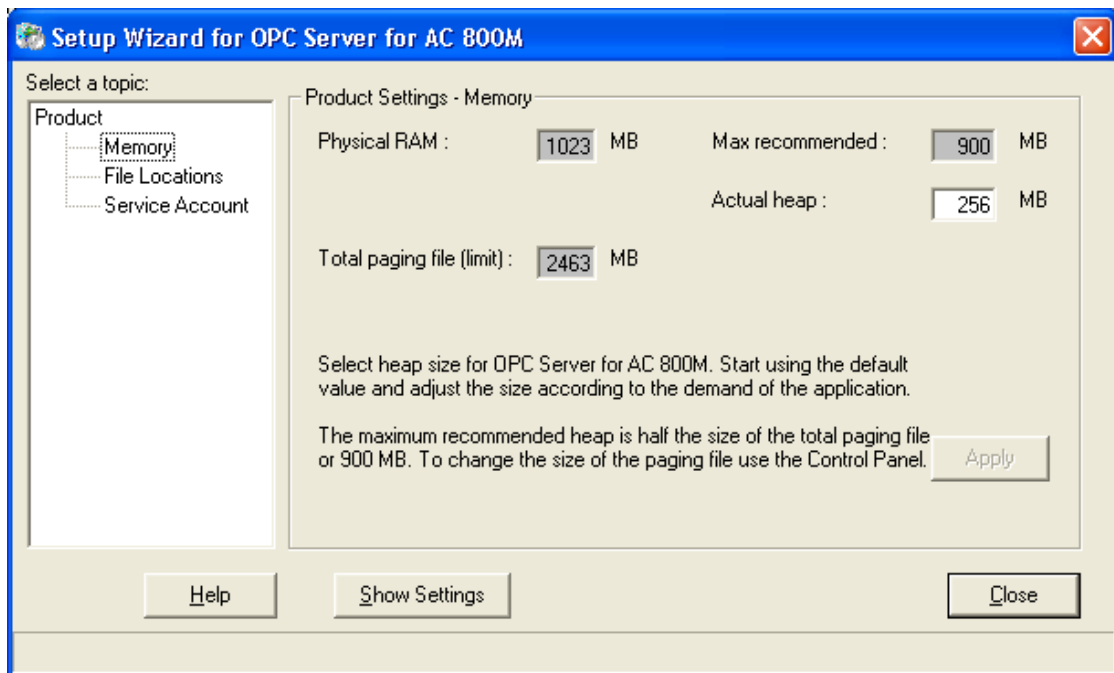 Setup Wizard for OPC Server for AC 800M
Select a topic:
Product
Memory
File Locations
Service Account
Product Settings - Memory
Physical RAM : 1023 MB Max recommended : 900 MB
Actual heap : 256 MB
Total paging file (limit) : 2463 MB
Select heap size for OPC Server for AC 800M. Start using the default
value and adjust the size according to the demand of the application.
The maximum recommended heap is half the size of the total paging file
or 900 MB. To change the size of the paging file use the Control Panel.
Apply
Help Show Settings Close